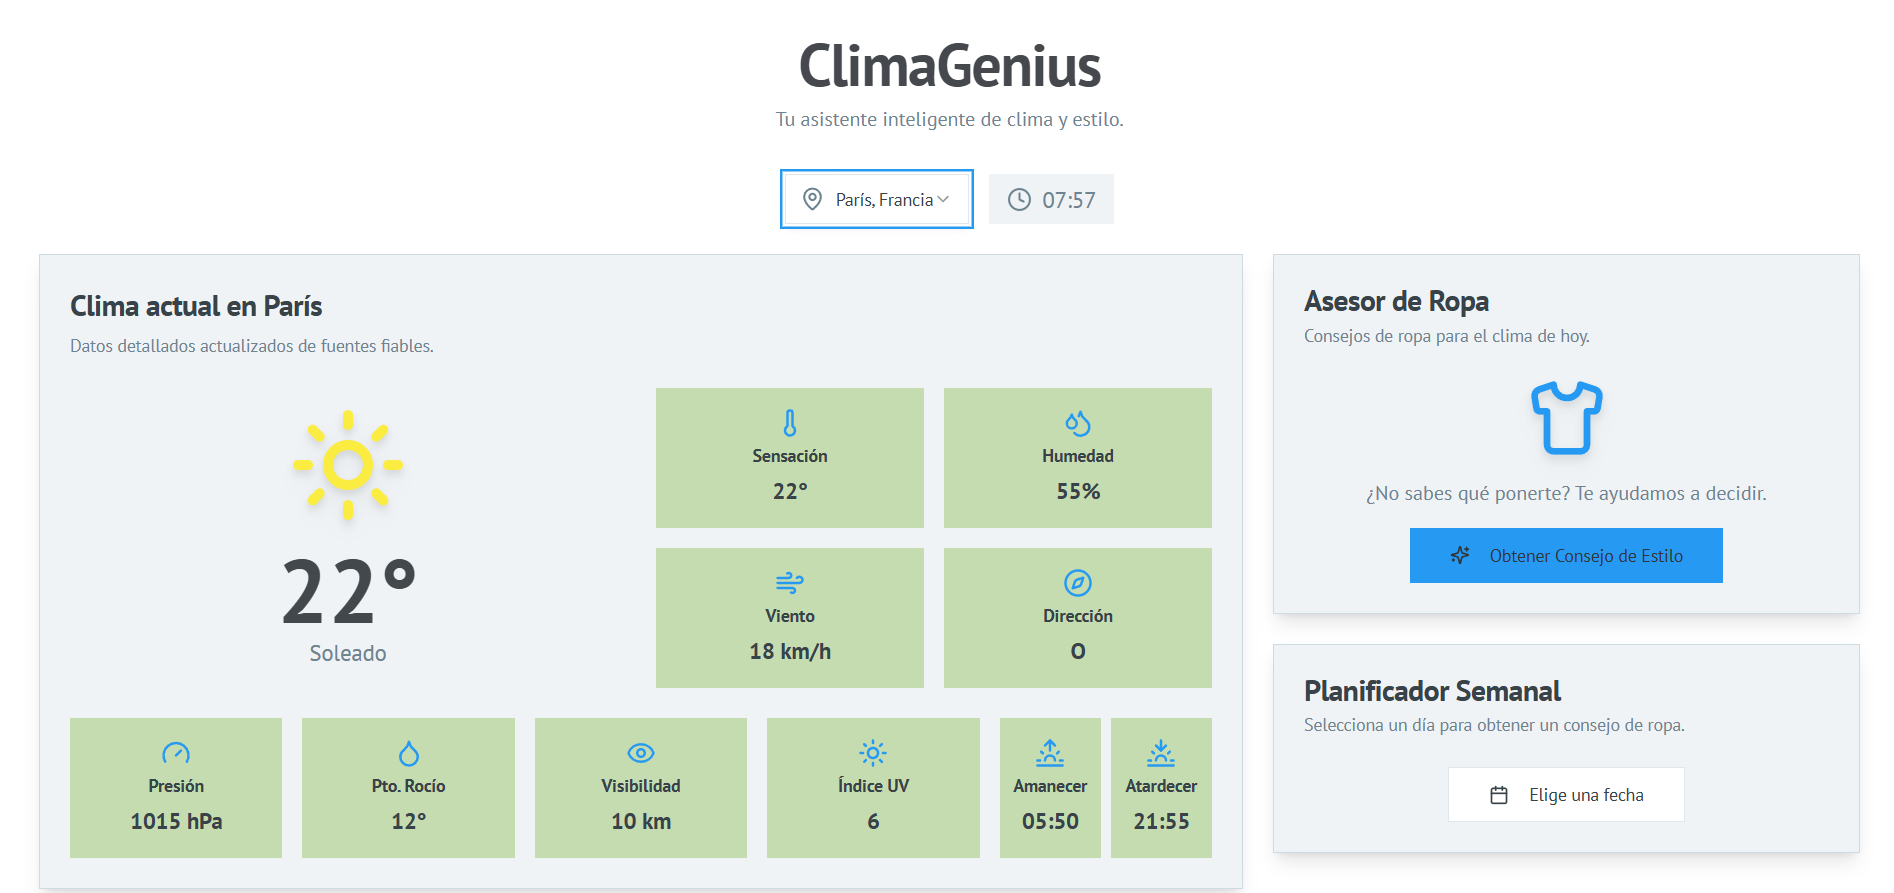 ClimaGenius
Tu asistente inteligente de clima y estilo.
París, Francia
07:57
Clima actual en París
Datos detallados actualizados de fuentes fiables.
22°
Soleado
Sensación
22°
Humedad
55%
Viento
18 km/h
Dirección
O
Presión
1015 hPa
Pto. Rocío
12°
Visibilidad
10 km
Índice UV
6
Amanecer
05:50
Atardecer
21:55
Asesor de Ropa
Consejos de ropa para el clima de hoy.
¿No sabes qué ponerte? Te ayudamos a decidir.
Obtener Consejo de Estilo
Planificador Semanal
Selecciona un día para obtener un consejo de ropa.
Elige una fecha